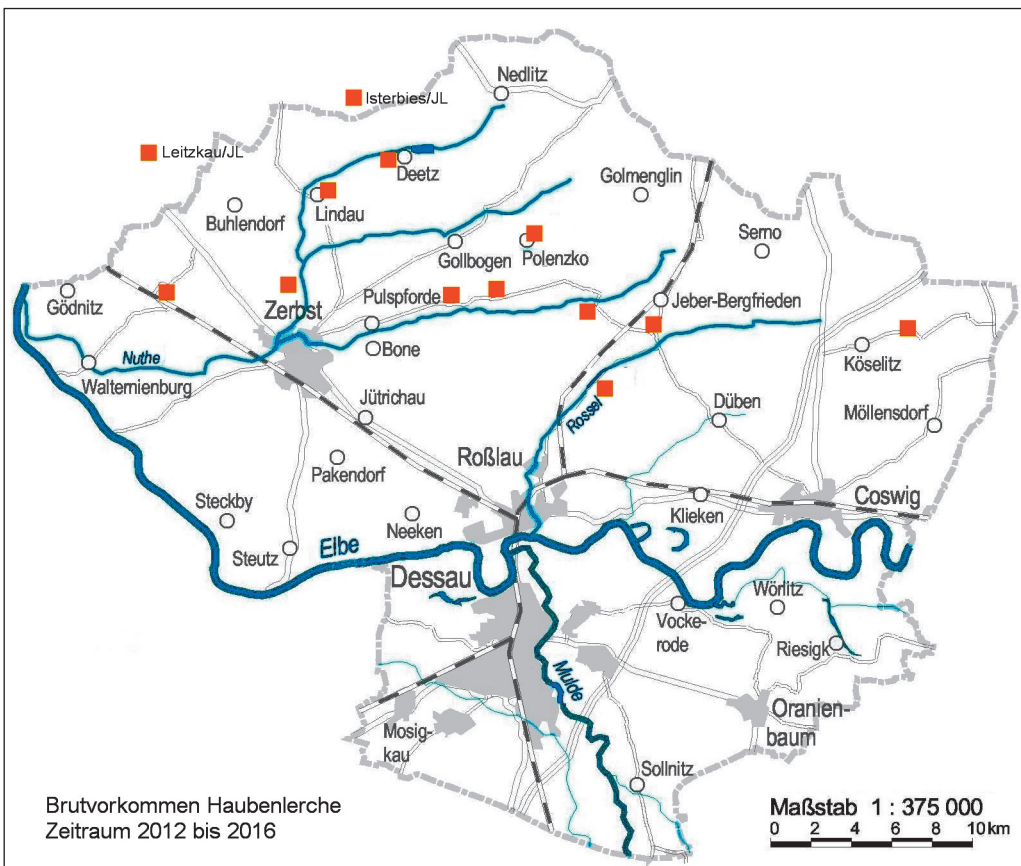 Nedlitz
Isterbies/JL
Leitzkau/JL
Deetz
Golmenglin
Lindau
Buhlendorf
Serno
Gollbogen
Polenzko
Gödnitz
Pulspforde
Jeber-Bergfrieden
Zerbst
Bone
Köselitz
Nuthe
Walternienburg
Rossel
Düben
Möllensdorf
Jütrichau
Roßlau
Pakendorf
Coswig
Steckby
Neeken
Klieken
Elbe
Steutz
Dessau
Wörlitz
Vocke-
rode
Riesigk
Mulde
Oranien-
baum
Mosig-
kau
Sollnitz
Brutvorkommen Haubenlerche
Zeitraum 2012 bis 2016
Maßstab 1 : 375 000
0 2 4 6 8 10 km